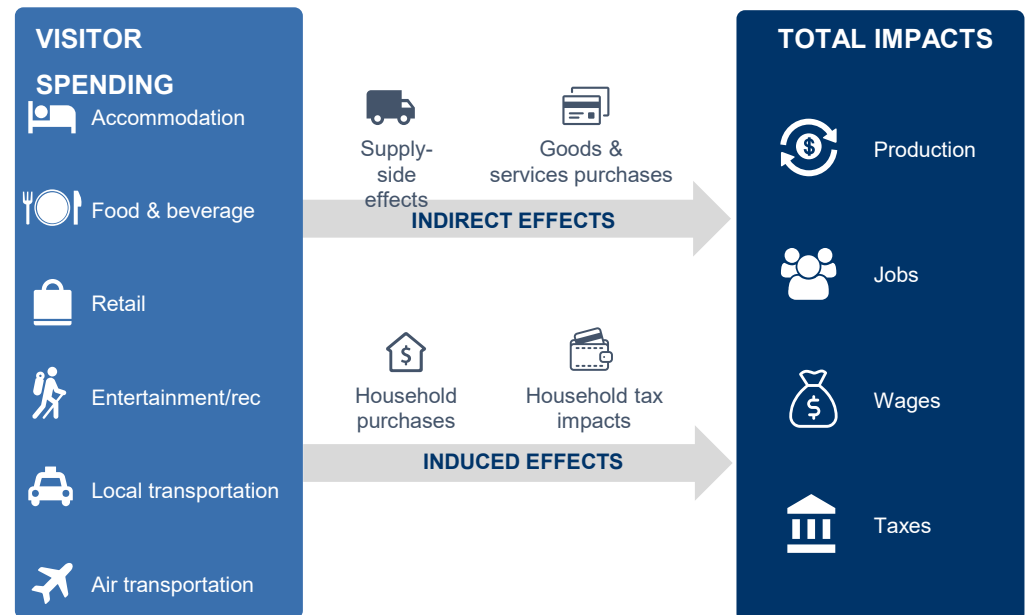 VISITOR
SPENDING
Accommodation
Food & beverage
Retail
Entertainment/rec
Local transportation
Air transportation
Supply-
side
effects
Goods &
services purchases
INDIRECT EFFECTS
Household
purchases
Household tax
impacts
INDUCED EFFECTS
TOTAL IMPACTS
Production
Jobs
Wages
Taxes